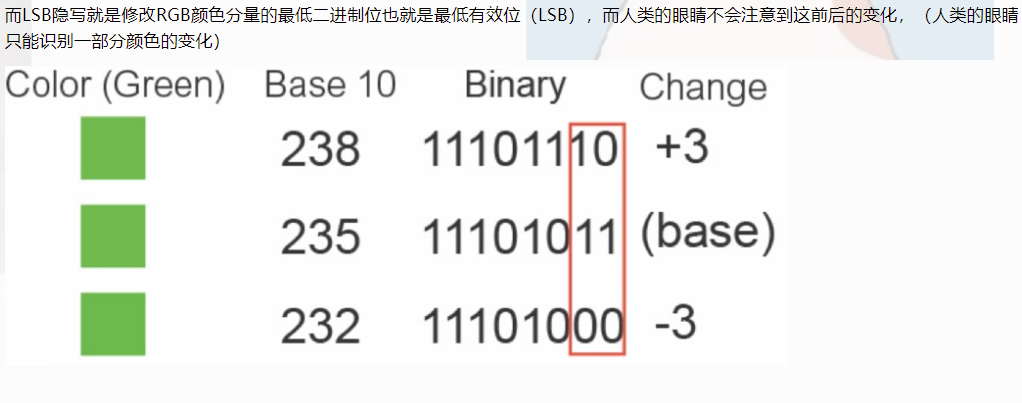 而LSB隐写就是修改RGB颜色分量的最低二进制位也就是最低有效位（LSB），而人类的眼睛不会注意到这前后的变化，（人类的眼睛
只能识别一部分颜色的变化）
Color (Green) Base 10 Binary Change
238 11101110 +3
235 11101011 (base)
232 11101000 -3